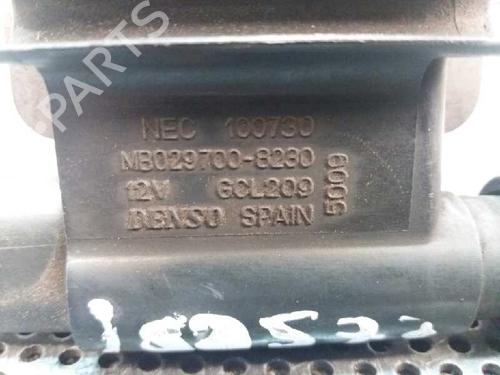 PARTS
NEC 100730
MB029700-8230
12V GCL209
DENSO SPAIN
5009